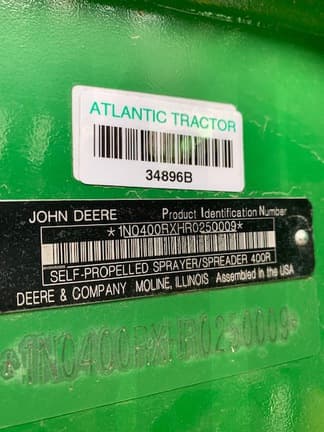 ATLANTIC TRACTOR
34896B
JOHN DEERE Product Identification Number
*1N0400RXHR0250009*
SELF-PROPELLED SPRAYER/SPREADER 400R
DEERE & COMPANY MOLINE, ILLINOIS Assembled in the USA
*1N0400RXHR0250009*